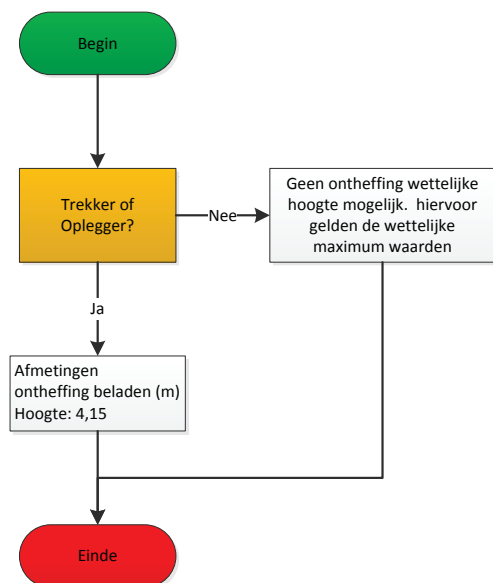 Begin
Trekker of
Oplegger?
Nee
Geen ontheffing wettelijke
hoogte mogelijk. hiervoor
gelden de wettelijke
maximum waarden
Ja
Afmetingen
ontheffing beladen (m)
Hoogte: 4,15
Einde